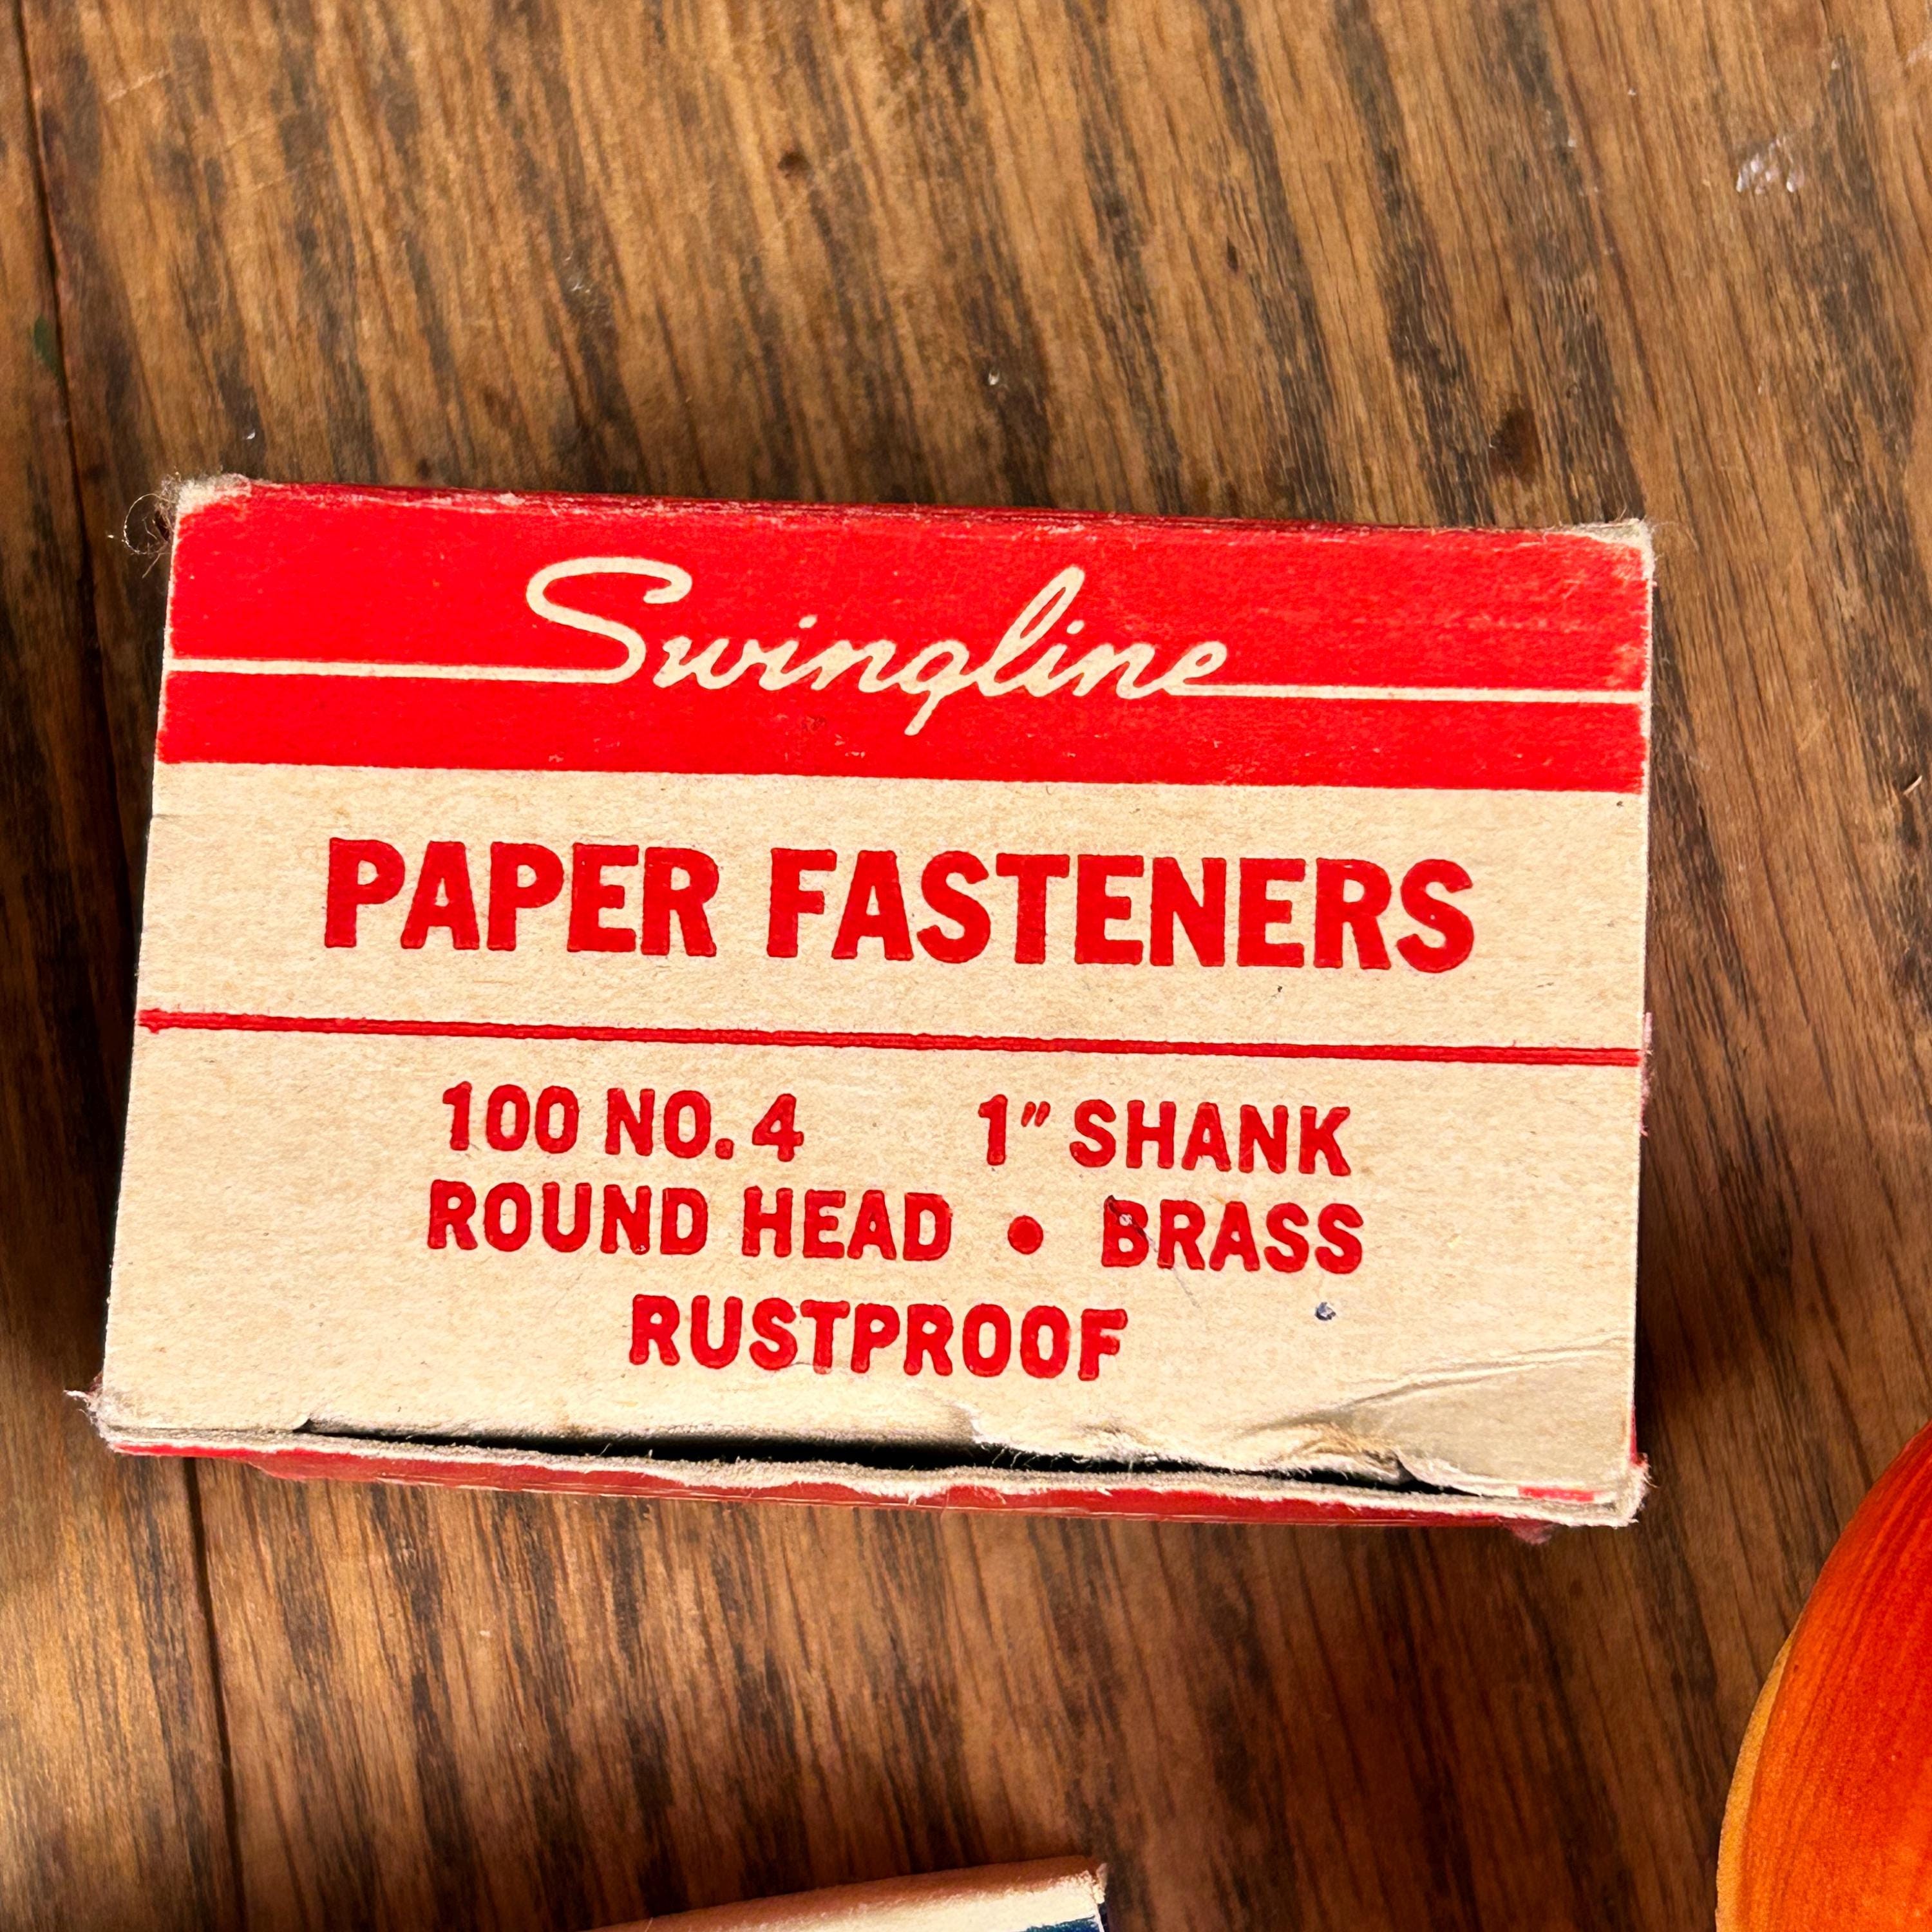 Swingline
PAPER FASTENERS
100 NO. 4 1" SHANK
ROUND HEAD • BRASS
RUSTPROOF